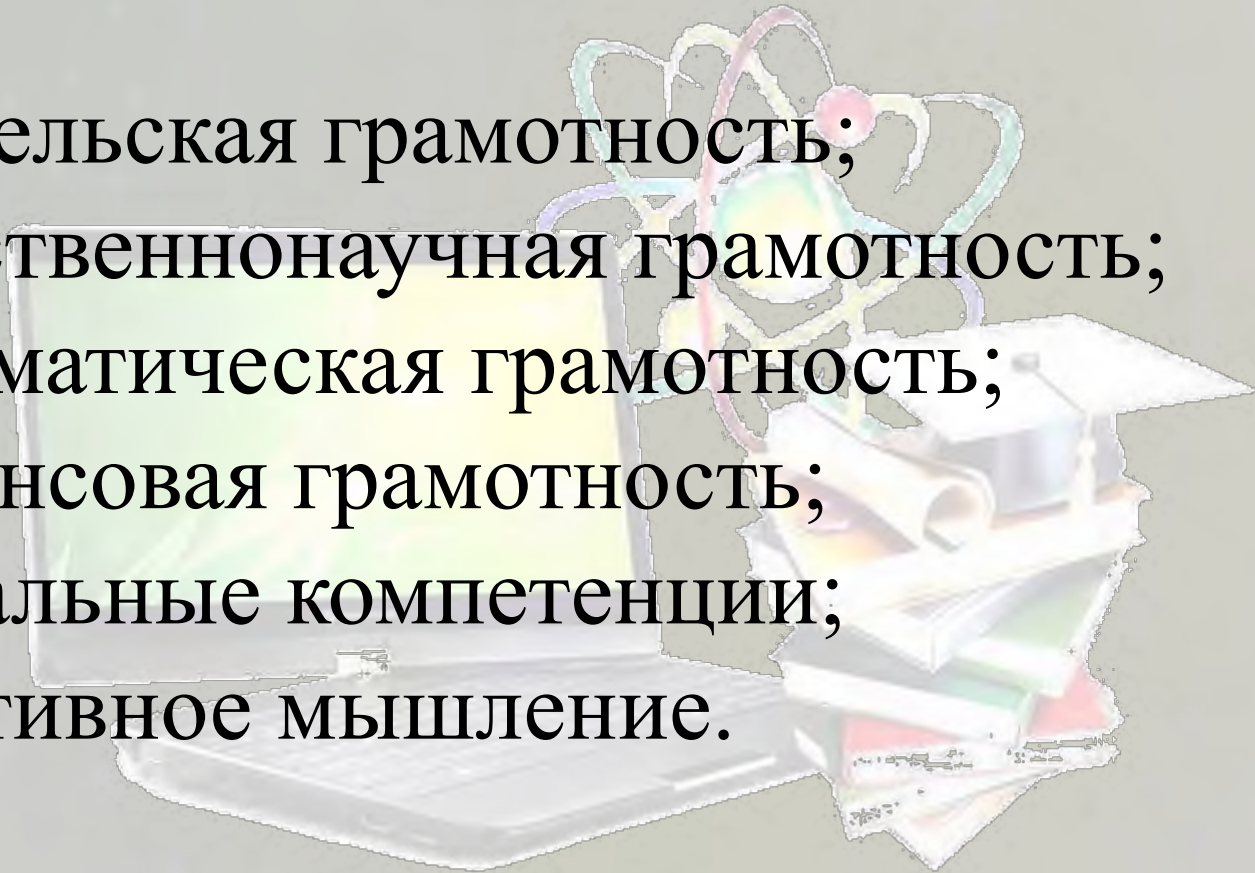 ельская грамотность;
ственнонаучная грамотность;
матическая грамотность;
нсовая грамотность;
альные компетенции;
тивное мышление.